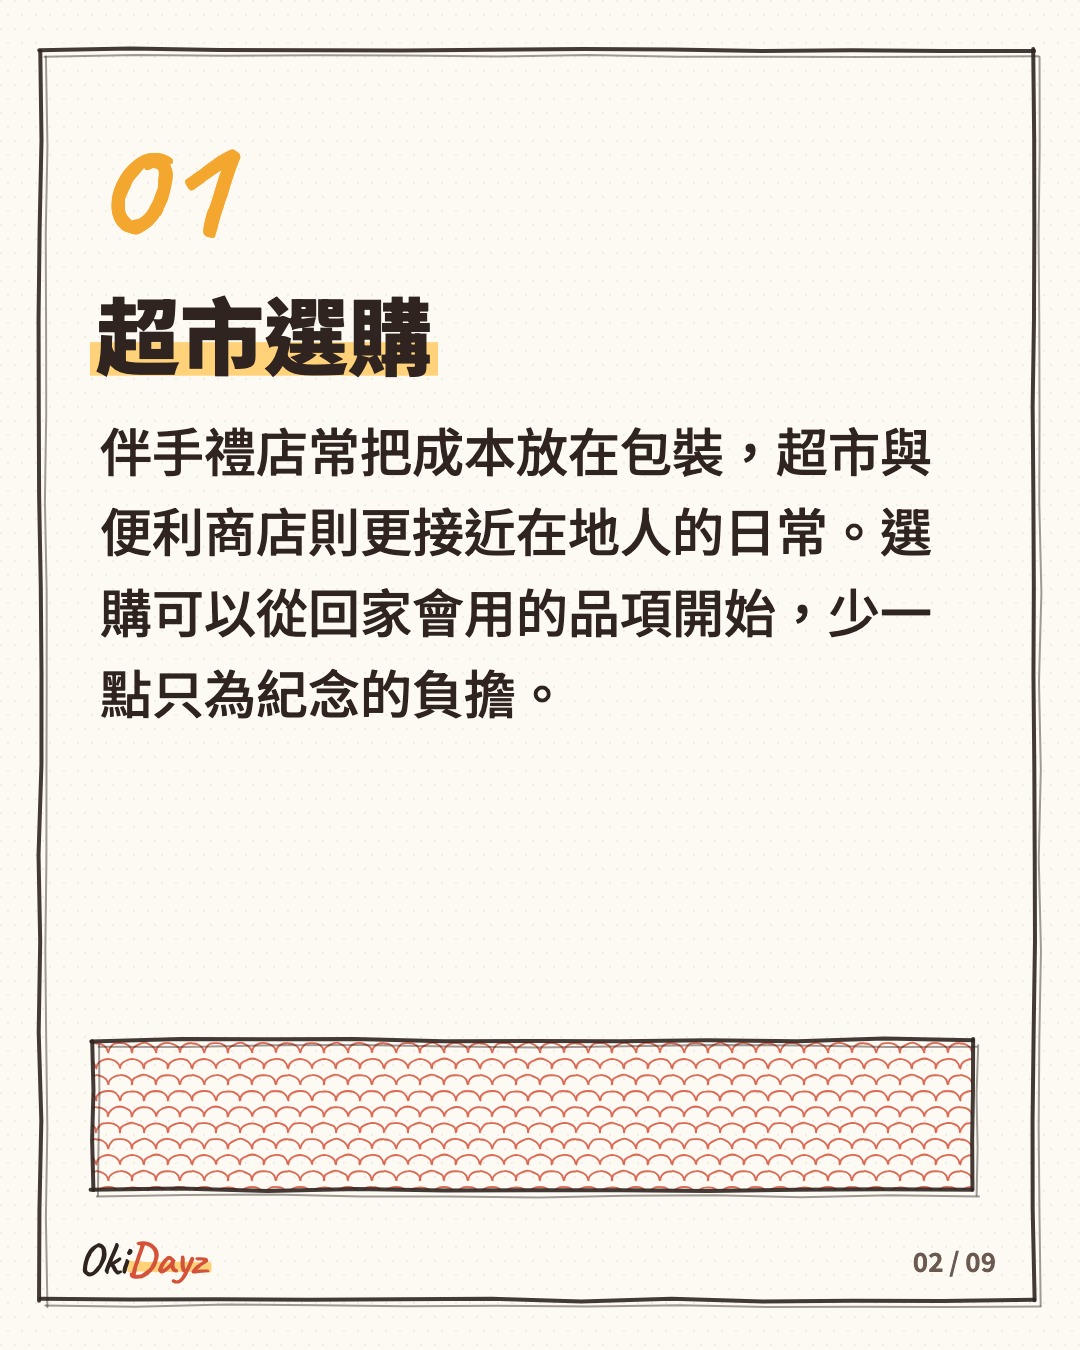 01
超市選購
伴手禮店常把成本放在包裝，超市與
便利商店則更接近在地人的日常。選
購可以從回家會用的品項開始，少一
點只為紀念的負擔。
OkiDayz
02 / 09